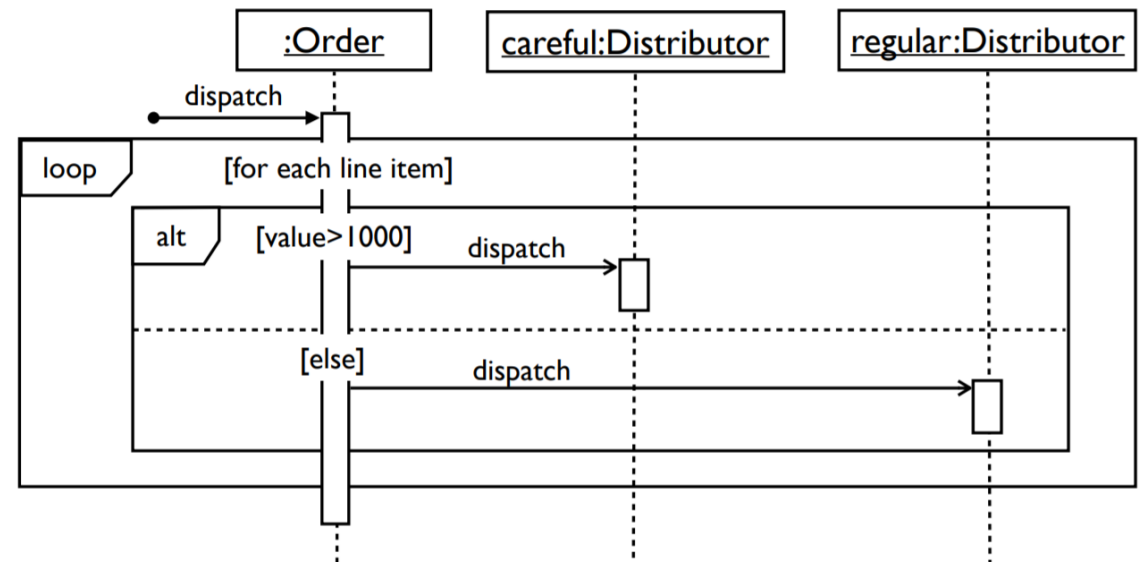 :Order
careful:Distributor
regular:Distributor
dispatch
loop
[for each line item]
alt
[value>1000]
dispatch
[else]
dispatch